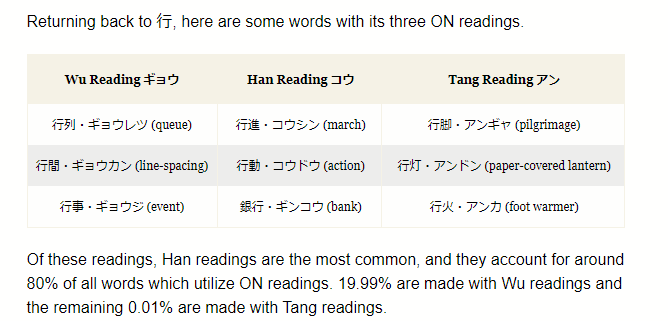 Returning back to 行, here are some words with its three ON readings.
Wu Reading ギョウ Han Reading コウ Tang Reading アン
行列・ギョウレツ (queue) 行進・コウシン (march) 行脚・アンギャ (pilgrimage)
行間・ギョウカン (line-spacing) 行動・コウドウ (action) 行灯・アンドン (paper-covered lantern)
行事・ギョウジ (event) 銀行・ギンコウ (bank) 行火・アンカ (foot warmer)
Of these readings, Han readings are the most common, and they account for around
80% of all words which utilize ON readings. 19.99% are made with Wu readings and
the remaining 0.01% are made with Tang readings.